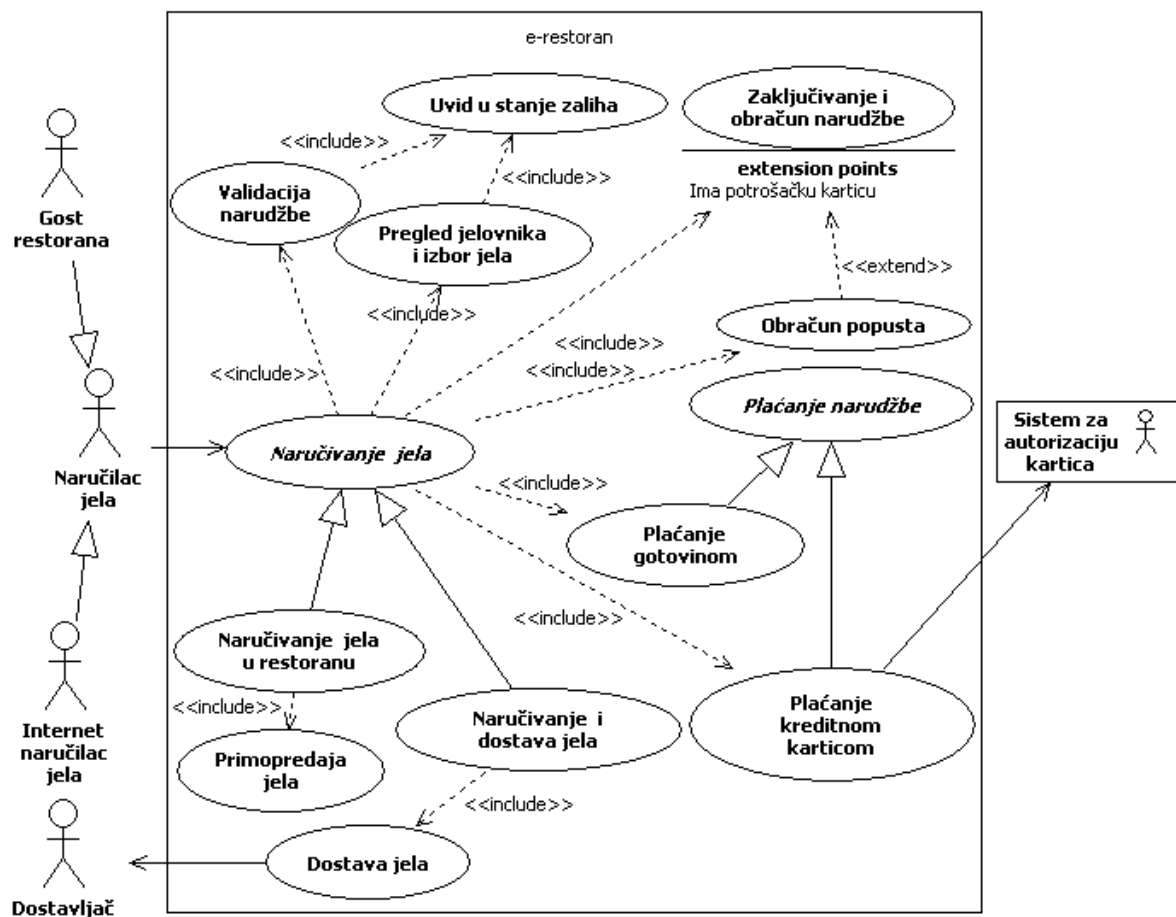 e-restoran
Uvid u stanje zaliha
Zaključivanje i
obračun narudžbe
<<include>>
<<include>>
extension points
Ima potrošačku karticu
Validacija
narudžbe
Gost
restorana
Pregled jelovnika
i izbor jela
<<extend>>
<<include>>
Obračun popusta
<<include>>
<<include>>
<<include>>
Plaćanje narudžbe
Naručivanje jela
Sistem za
autorizaciju
kartica
Naručilac
jela
<<include>>
Plaćanje
gotovinom
<<include>>
Naručivanje jela
u restoranu
<<include>>
Internet
naručilac
jela
Naručivanje i
dostava jela
Plaćanje
kreditnom
karticom
Primopredaja
jela
<<include>>
Dostava jela
Dostavljač